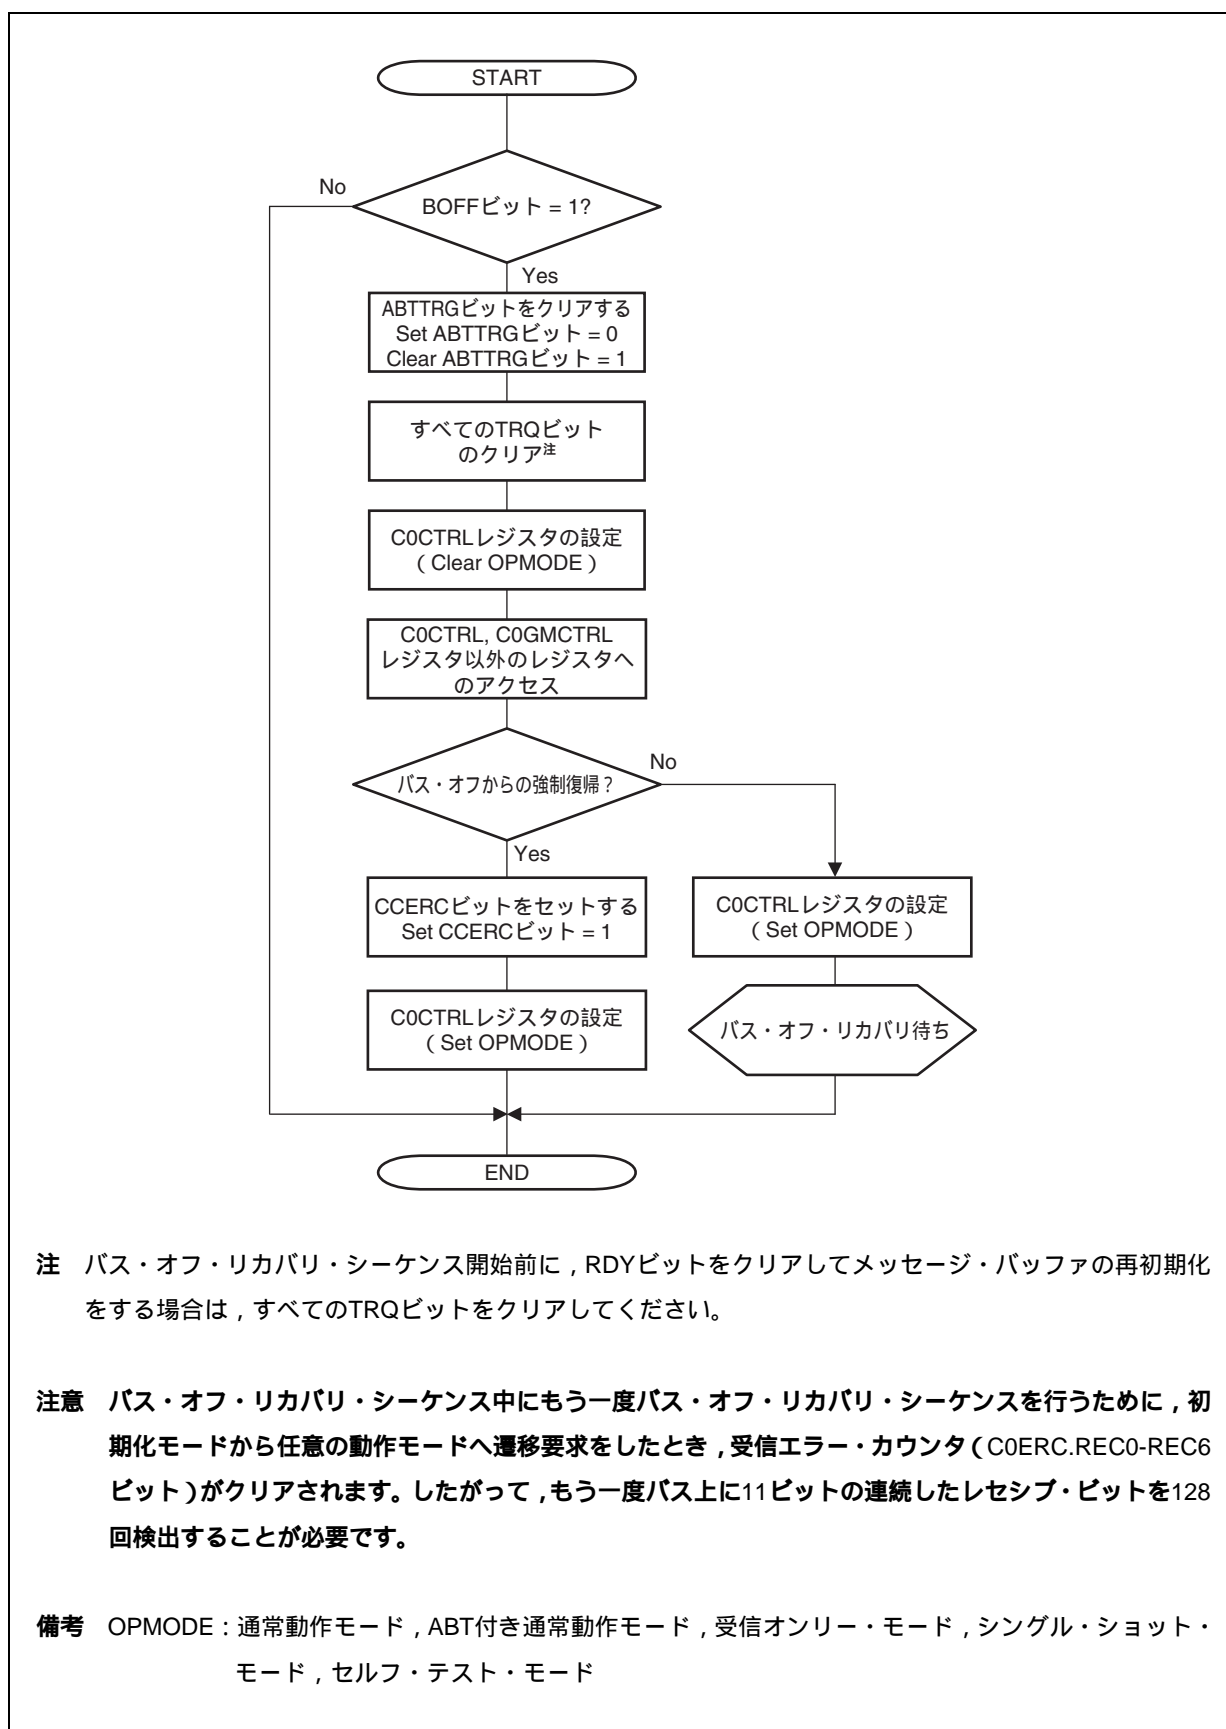 START
No
BOFFビット = 1?
Yes
ABTTRGビットをクリアする
Set ABTTRGビット = 0
Clear ABTTRGビット = 1
すべてのTRQビット
のクリア注
C0CTRLレジスタの設定
（Clear OPMODE）
C0CTRL, C0GMCTRL
レジスタ以外のレジスタへ
のアクセス
バス・オフからの強制復帰？
No
Yes
CCERCビットをセットする
Set CCERCビット = 1
C0CTRLレジスタの設定
（Set OPMODE）
C0CTRLレジスタの設定
（Set OPMODE）
バス・オフ・リカバリ待ち
END
注 バス・オフ・リカバリ・シーケンス開始前に，RDYビットをクリアしてメッセージ・バッファの再初期化
をする場合は，すべてのTRQビットをクリアしてください。
注意 バス・オフ・リカバリ・シーケンス中にもう一度バス・オフ・リカバリ・シーケンスを行うために，初
期化モードから任意の動作モードへ遷移要求をしたとき，受信エラー・カウンタ（C0ERC.REC0-REC6
ビット）がクリアされます。したがって，もう一度バス上に11ビットの連続したレセシブ・ビットを128
回検出することが必要です。
備考 OPMODE：通常動作モード，ABT付き通常動作モード，受信オンリー・モード，シングル・ショット・
モード，セルフ・テスト・モード